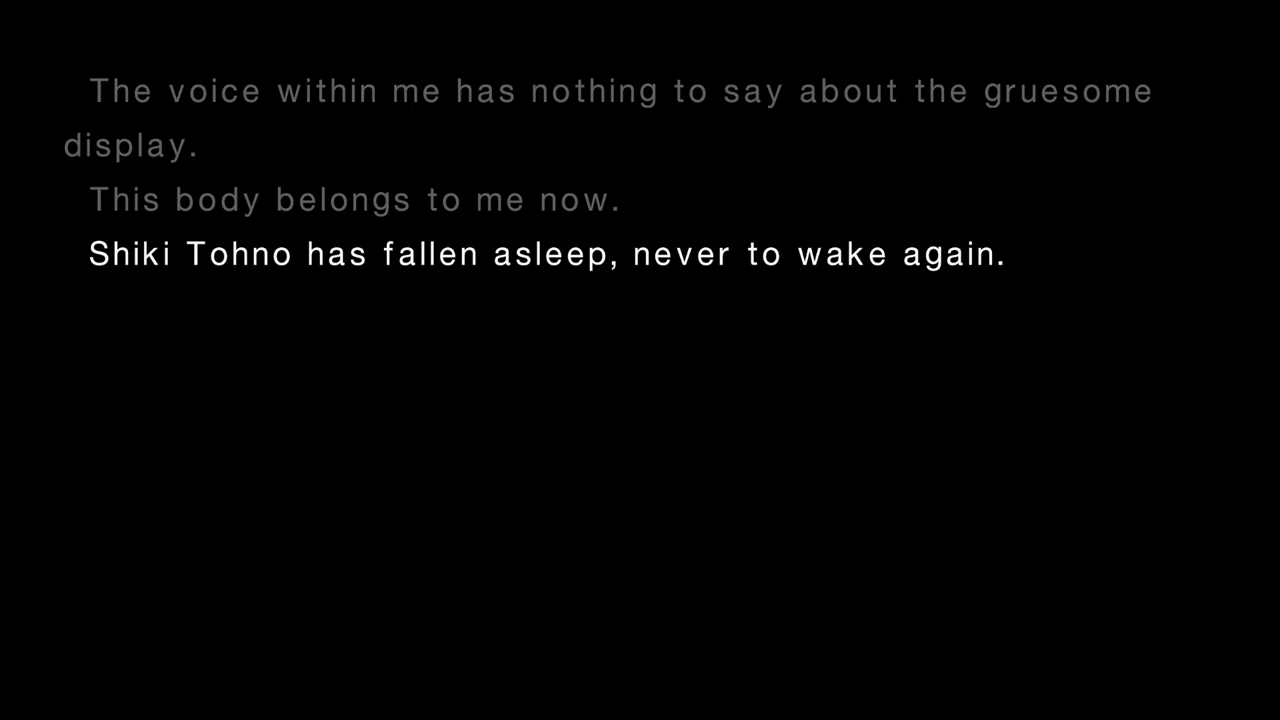 The voice within me has nothing to say about the gruesome
display.
This body belongs to me now.
Shiki Tohno has fallen asleep, never to wake again.